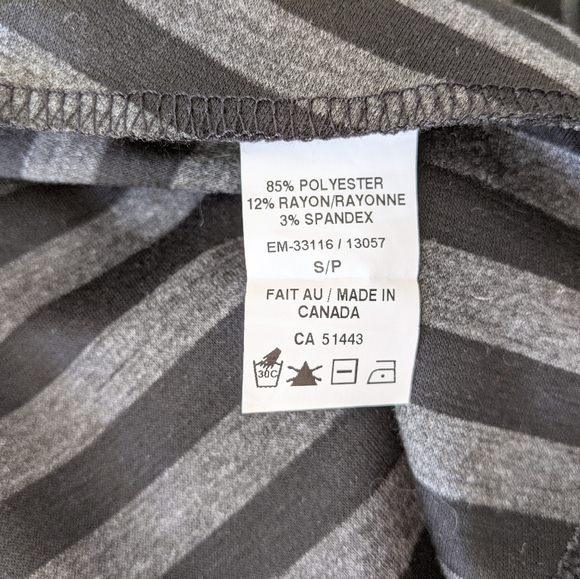 85% POLYESTER
12% RAYON/RAYONNE
3% SPANDEX
EM-33116 / 13057
S/P
FAIT AU / MADE IN
CANADA
CA 51443
30C